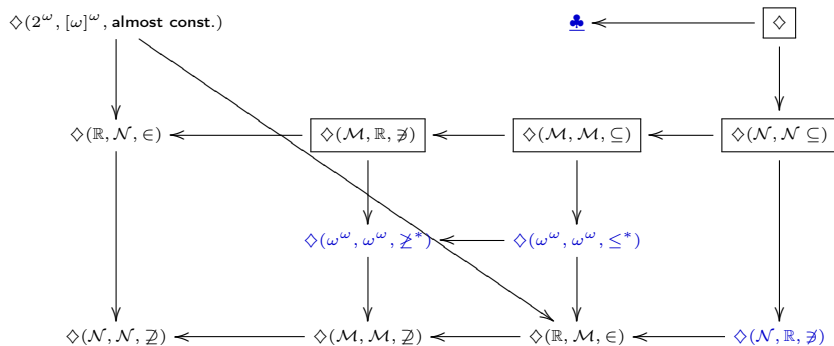 ◇(2^ω, [ω]^ω, almost const.) ♣ ◇
◇(ℝ, 𝒩, ∈) ◇(ℳ, ℝ, ∌) ◇(ℳ, ℳ, ⊆) ◇(𝒩, 𝒩 ⊆)
◇(ω^ω, ω^ω, ≱*) ◇(ω^ω, ω^ω, ≤*)
◇(𝒩, 𝒩, ⊉) ◇(ℳ, ℳ, ⊉) ◇(ℝ, ℳ, ∈) ◇(𝒩, ℝ, ∌)